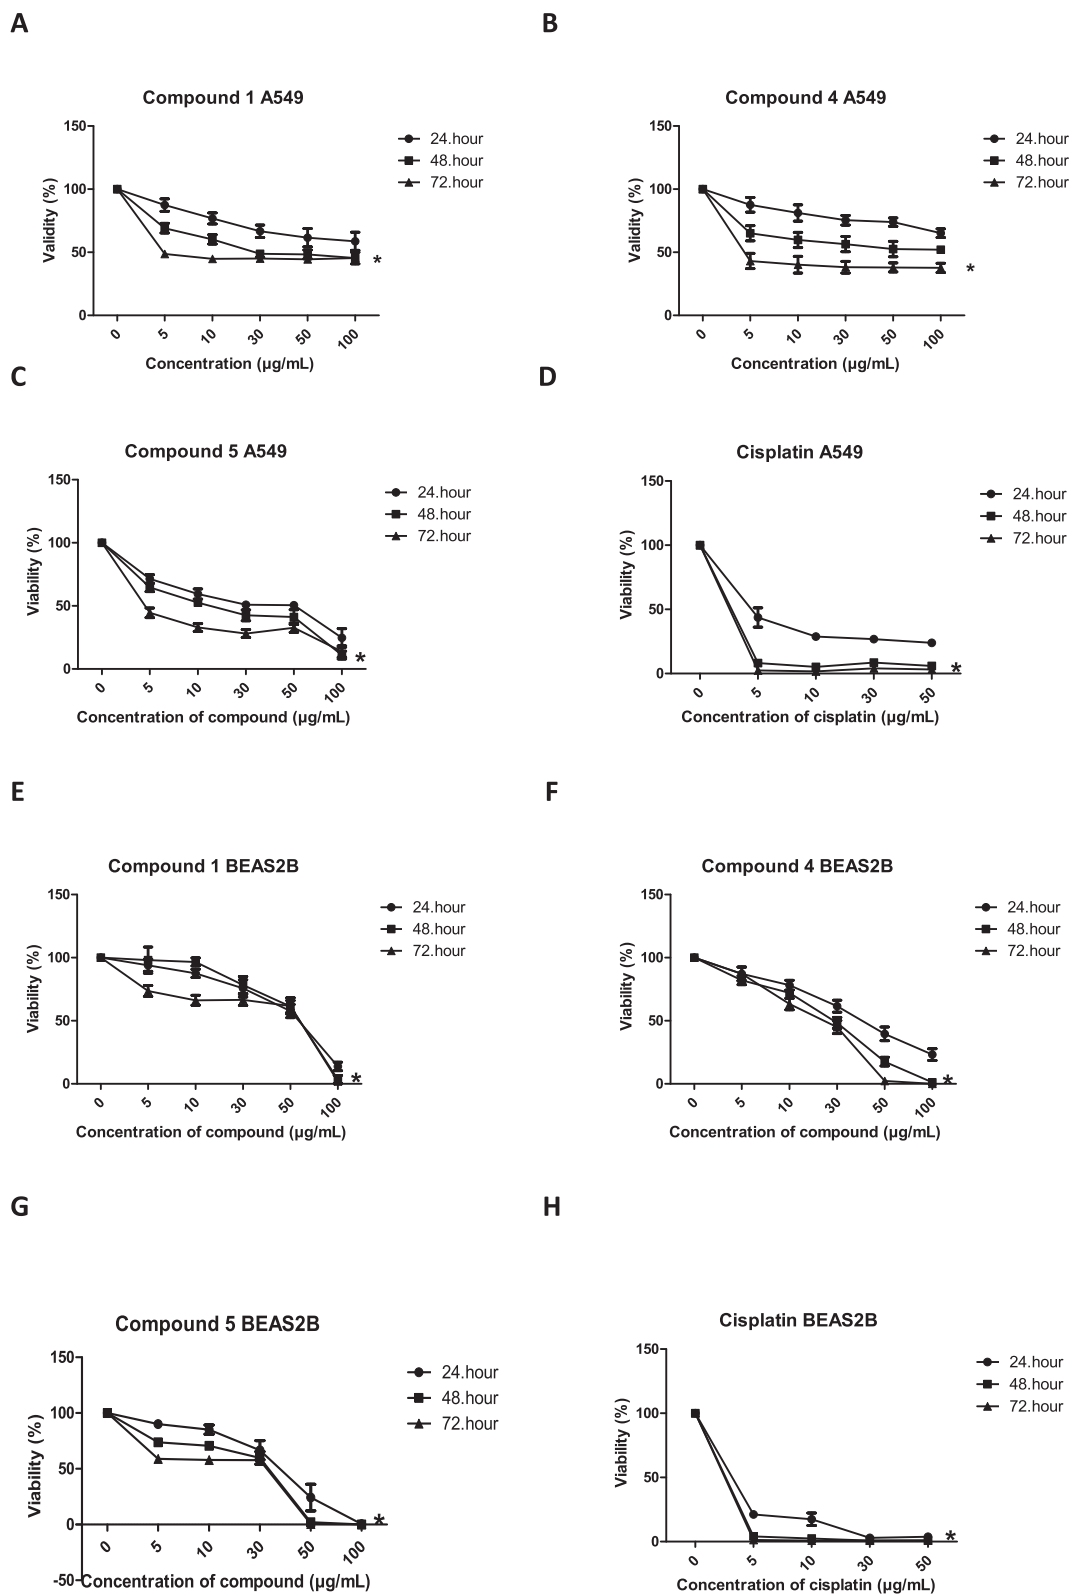 A
Compound 1 A549
150
100
50
0
Validity (%)
0 5 10 30 50 100
Concentration (µg/mL)
24.hour
48.hour
72.hour
*
B
Compound 4 A549
150
100
50
0
Validity (%)
0 5 10 30 50 100
Concentration (µg/mL)
24.hour
48.hour
72.hour
*
C
Compound 5 A549
150
100
50
0
Viability (%)
0 5 10 30 50 100
Concentration of compound (µg/mL)
24.hour
48.hour
72.hour
*
D
Cisplatin A549
150
100
50
0
Viability (%)
0 5 10 30 50
Concentration of cisplatin (µg/mL)
24.hour
48.hour
72.hour
*
E
Compound 1 BEAS2B
150
100
50
0
Viability (%)
0 5 10 30 50 100
Concentration of compound (µg/mL)
24.hour
48.hour
72.hour
*
F
Compound 4 BEAS2B
150
100
50
0
Viability (%)
0 5 10 30 50 100
Concentration of compound (µg/mL)
24.hour
48.hour
72.hour
*
G
Compound 5 BEAS2B
150
100
50
0
-50
Viability (%)
0 5 10 30 50 100
Concentration of compound (µg/mL)
24.hour
48.hour
72.hour
*
H
Cisplatin BEAS2B
150
100
50
0
Viability (%)
0 5 10 30 50
Concentration of cisplatin (µg/mL)
24.hour
48.hour
72.hour
*